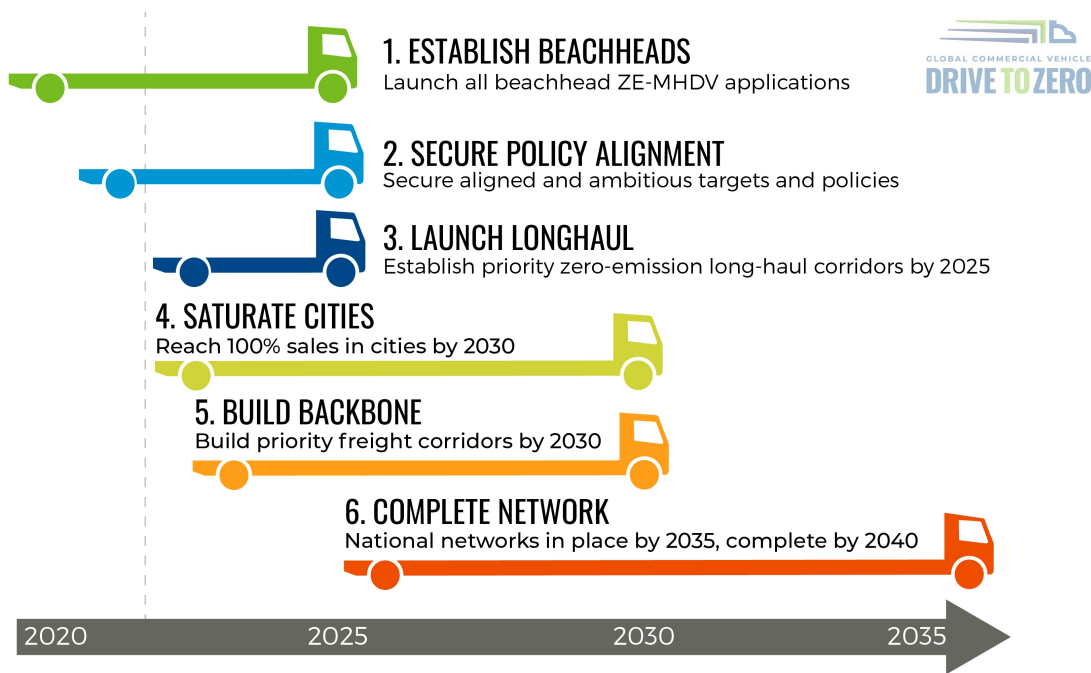 GLOBAL COMMERCIAL VEHICLE
DRIVE TO ZERO
1. ESTABLISH BEACHHEADS
Launch all beachhead ZE-MHDV applications
2. SECURE POLICY ALIGNMENT
Secure aligned and ambitious targets and policies
3. LAUNCH LONGHAUL
Establish priority zero-emission long-haul corridors by 2025
4. SATURATE CITIES
Reach 100% sales in cities by 2030
5. BUILD BACKBONE
Build priority freight corridors by 2030
6. COMPLETE NETWORK
National networks in place by 2035, complete by 2040
2020 2025 2030 2035